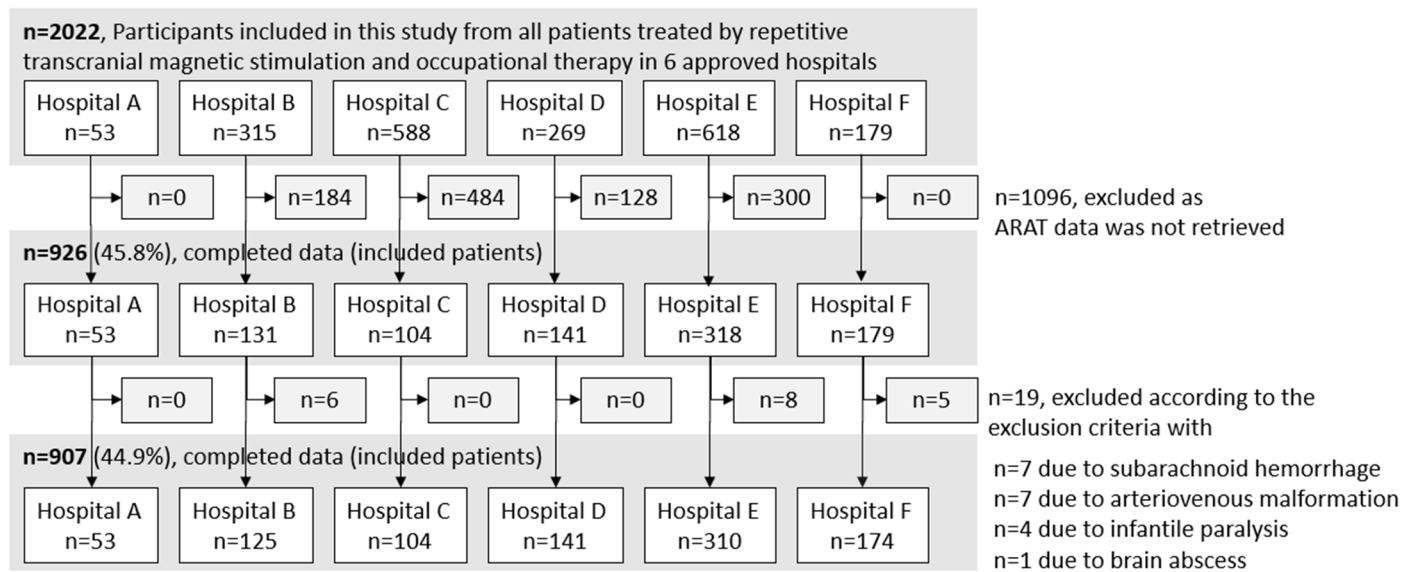 n=2022, Participants included in this study from all patients treated by repetitive
transcranial magnetic stimulation and occupational therapy in 6 approved hospitals
Hospital A
n=53
Hospital B
n=315
Hospital C
n=588
Hospital D
n=269
Hospital E
n=618
Hospital F
n=179
n=0
n=184
n=484
n=128
n=300
n=0
n=1096, excluded as
ARAT data was not retrieved
n=926 (45.8%), completed data (included patients)
Hospital A
n=53
Hospital B
n=131
Hospital C
n=104
Hospital D
n=141
Hospital E
n=318
Hospital F
n=179
n=0
n=6
n=0
n=0
n=8
n=5
n=19, excluded according to the
exclusion criteria with
n=7 due to subarachnoid hemorrhage
n=7 due to arteriovenous malformation
n=4 due to infantile paralysis
n=1 due to brain abscess
n=907 (44.9%), completed data (included patients)
Hospital A
n=53
Hospital B
n=125
Hospital C
n=104
Hospital D
n=141
Hospital E
n=310
Hospital F
n=174